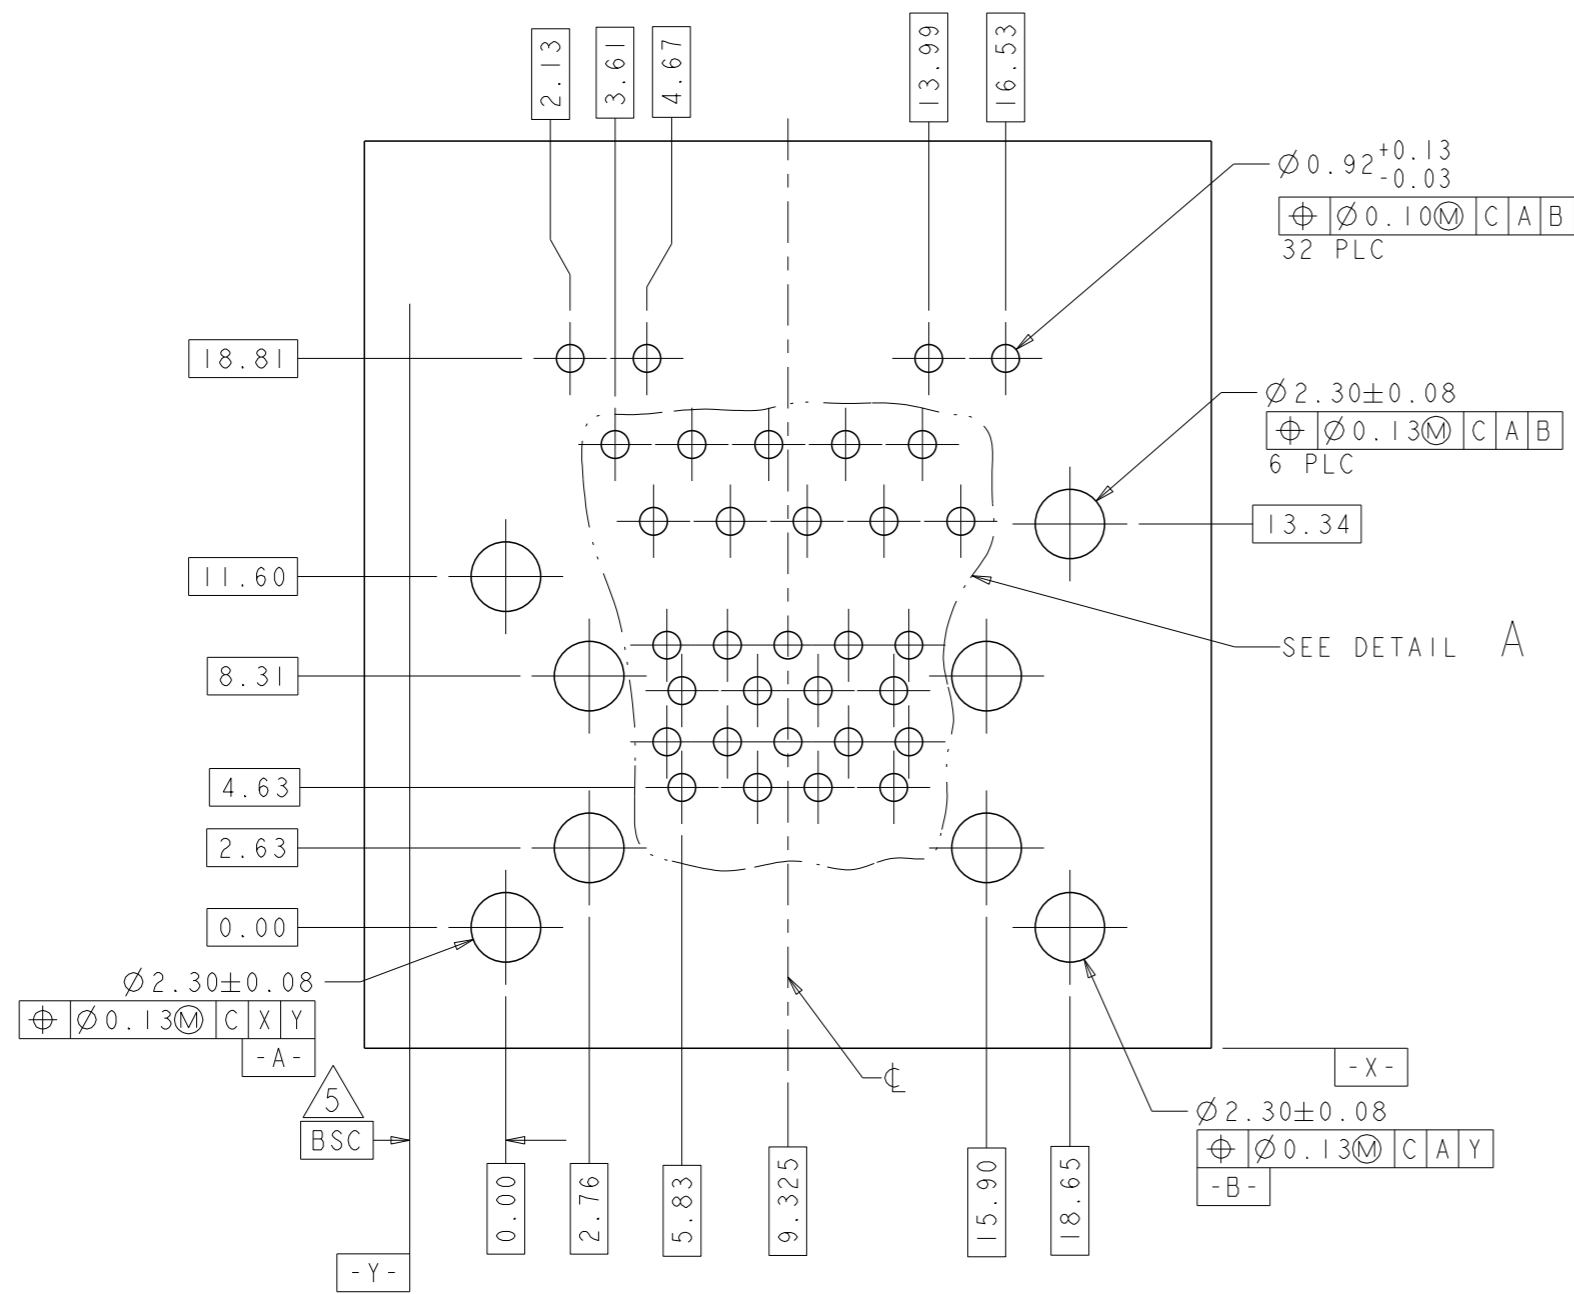 2.13
3.61
4.67
13.99
16.53
Ø0.92 +0.13
-0.03
⌖ Ø0.10Ⓜ C A B
32 PLC
18.81
Ø2.30±0.08
⌖ Ø0.13Ⓜ C A B
6 PLC
13.34
11.60
SEE DETAIL A
8.31
4.63
2.63
0.00
Ø2.30±0.08
⌖ Ø0.13Ⓜ C X Y
-A-
5
BSC
℄
-X-
Ø2.30±0.08
⌖ Ø0.13Ⓜ C A Y
-B-
0.00
2.76
5.83
9.325
15.90
18.65
-Y-